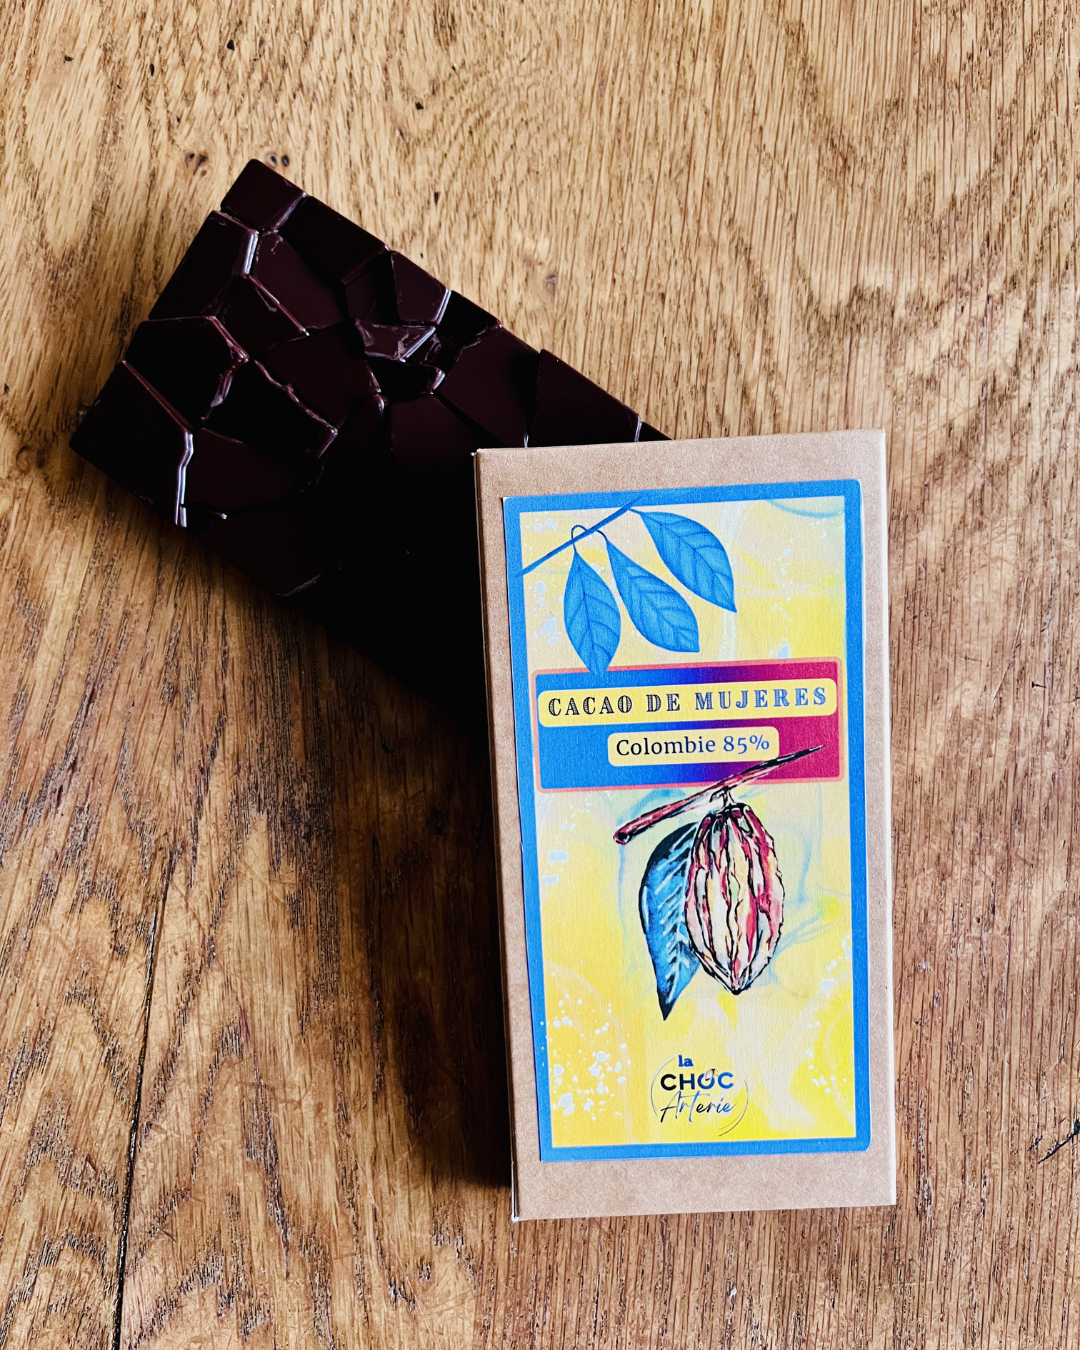 CACAO DE MUJERES
Colombie 85%
la
CHOC
Arterie